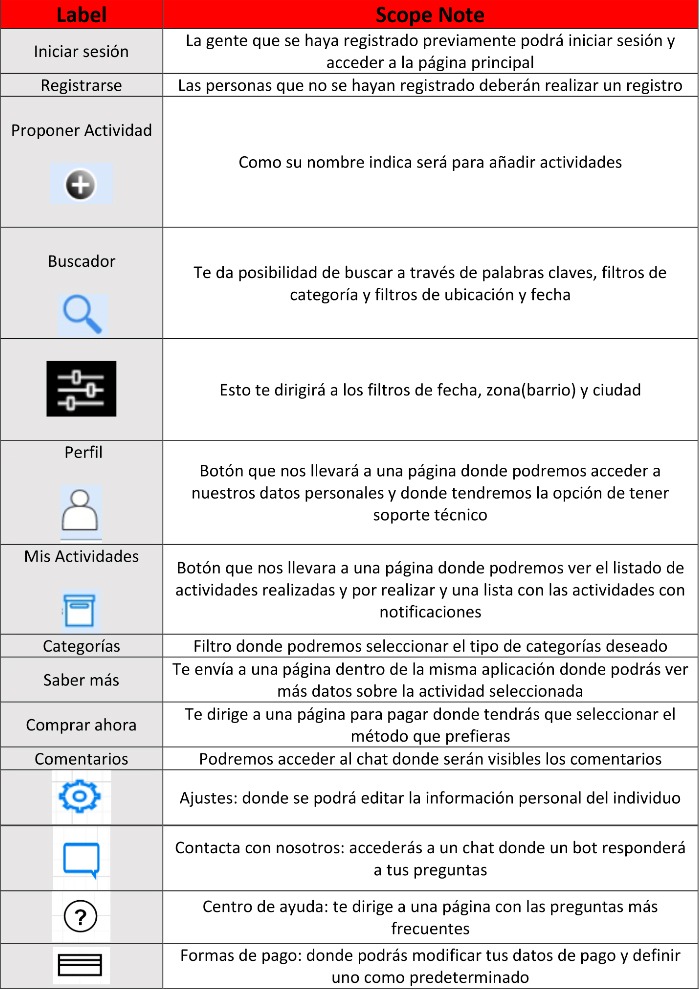 Label
Scope Note
Iniciar sesión
La gente que se haya registrado previamente podrá iniciar sesión y
acceder a la página principal
Registrarse
Las personas que no se hayan registrado deberán realizar un registro
Proponer Actividad
Como su nombre indica será para añadir actividades
Buscador
Te da posibilidad de buscar a través de palabras claves, filtros de
categoría y filtros de ubicación y fecha
Esto te dirigirá a los filtros de fecha, zona(barrio) y ciudad
Perfil
Botón que nos llevará a una página donde podremos acceder a
nuestros datos personales y donde tendremos la opción de tener
soporte técnico
Mis Actividades
Botón que nos llevara a una página donde podremos ver el listado de
actividades realizadas y por realizar y una lista con las actividades con
notificaciones
Categorías
Filtro donde podremos seleccionar el tipo de categorías deseado
Saber más
Te envía a una página dentro de la misma aplicación donde podrás ver
más datos sobre la actividad seleccionada
Comprar ahora
Te dirige a una página para pagar donde tendrás que seleccionar el
método que prefieras
Comentarios
Podremos acceder al chat donde serán visibles los comentarios
Ajustes: donde se podrá editar la información personal del individuo
Contacta con nosotros: accederás a un chat donde un bot responderá
a tus preguntas
?
Centro de ayuda: te dirige a una página con las preguntas más
frecuentes
Formas de pago: donde podrás modificar tus datos de pago y definir
uno como predeterminado